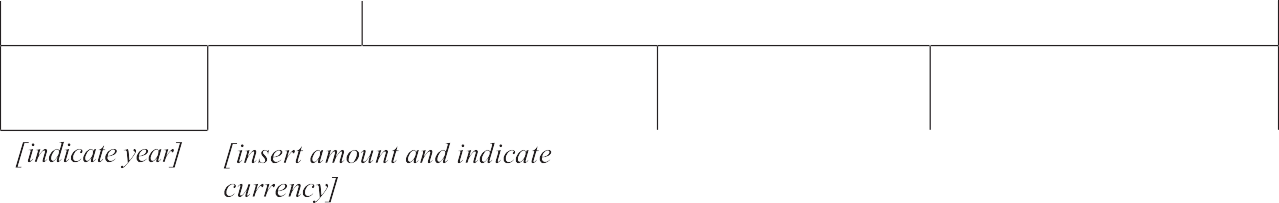 [indicate year]
[insert amount and indicate
currency]